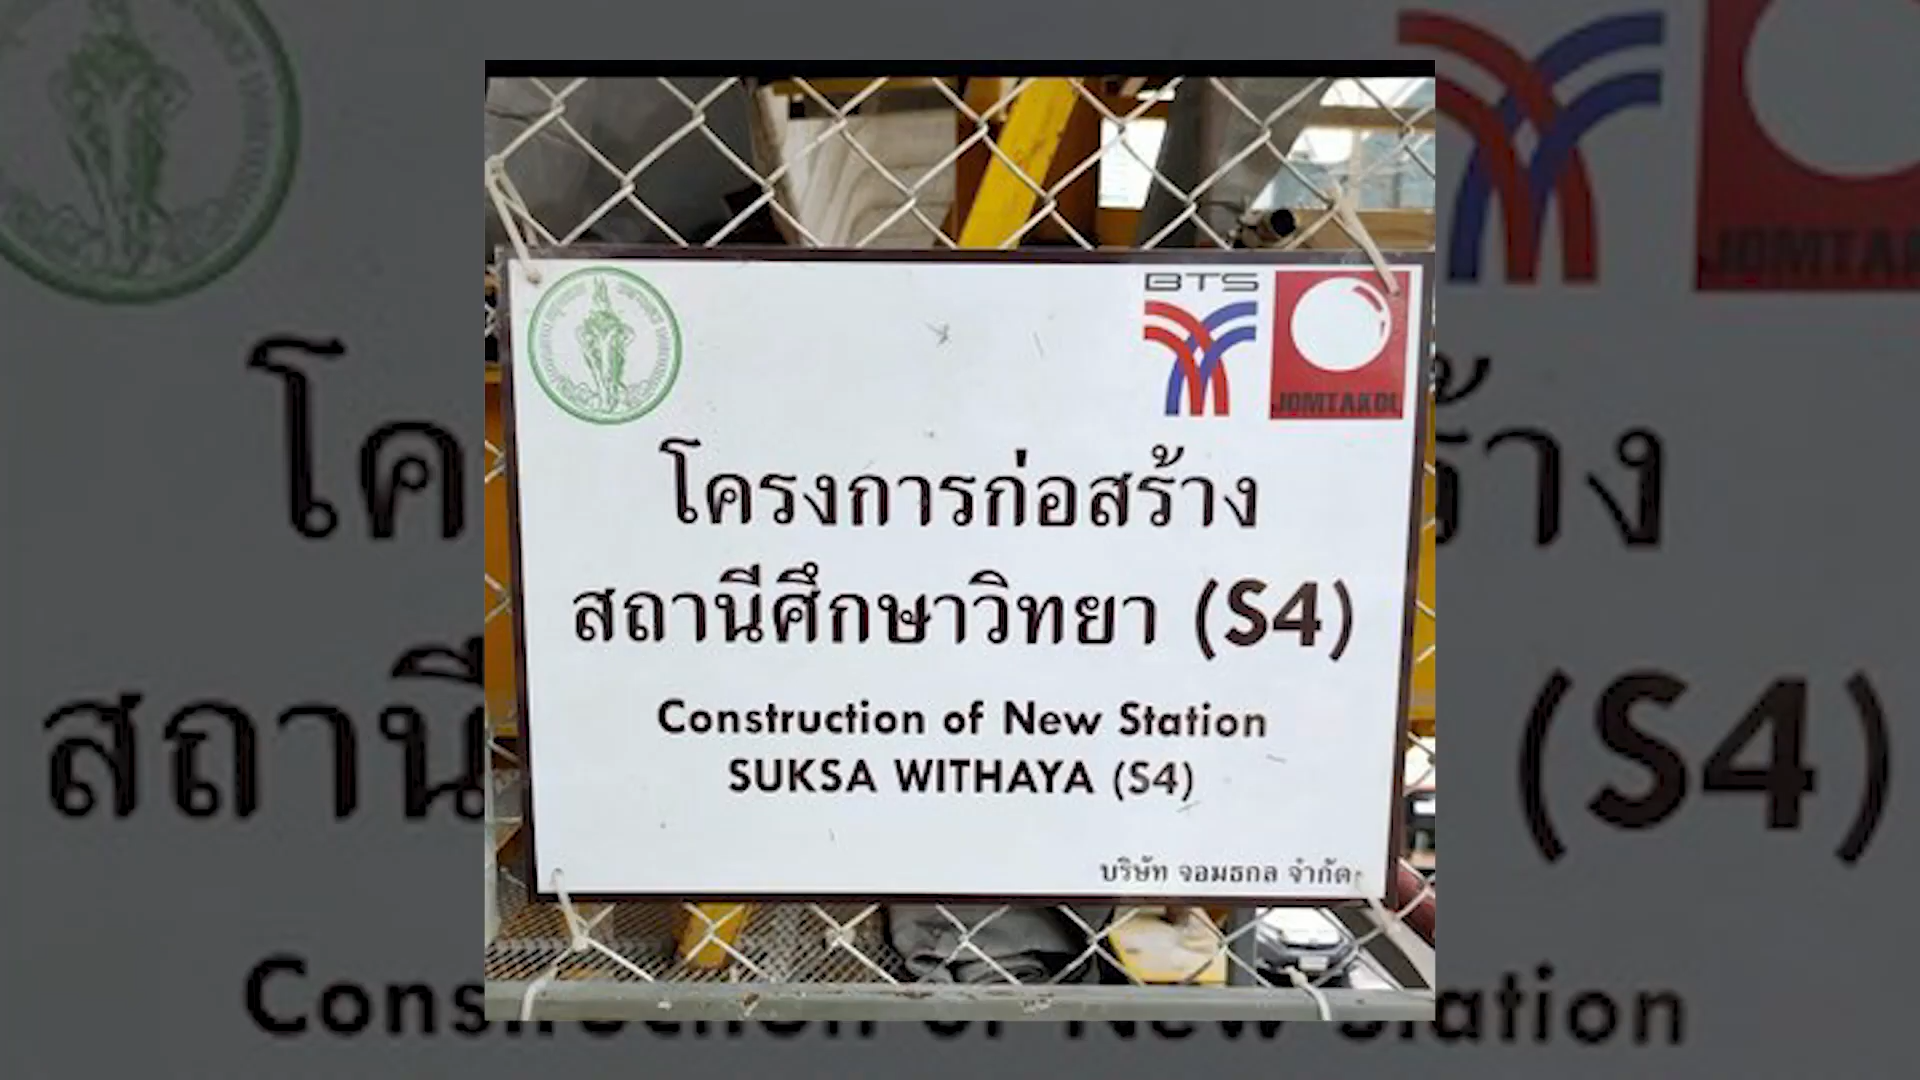 BTS
JOMTAKOL
โครงการก่อสร้าง
สถานีศึกษาวิทยา (S4)
Construction of New Station
SUKSA WITHAYA (S4)
บริษัท จอมธกล จำกัด